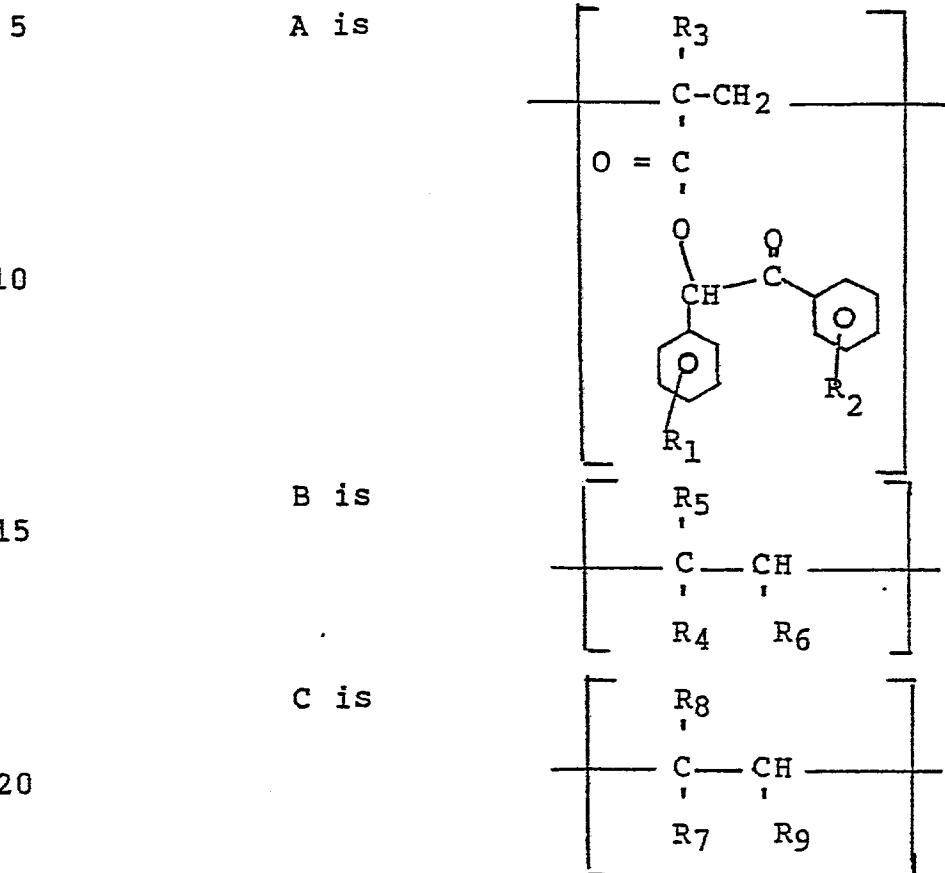 5 A is R3
C-CH2
O = C
O O
10 CH C
O
O
R2
R1
B is R5
15
C CH
R4 R6
C is R8
C CH
20
R7 R9